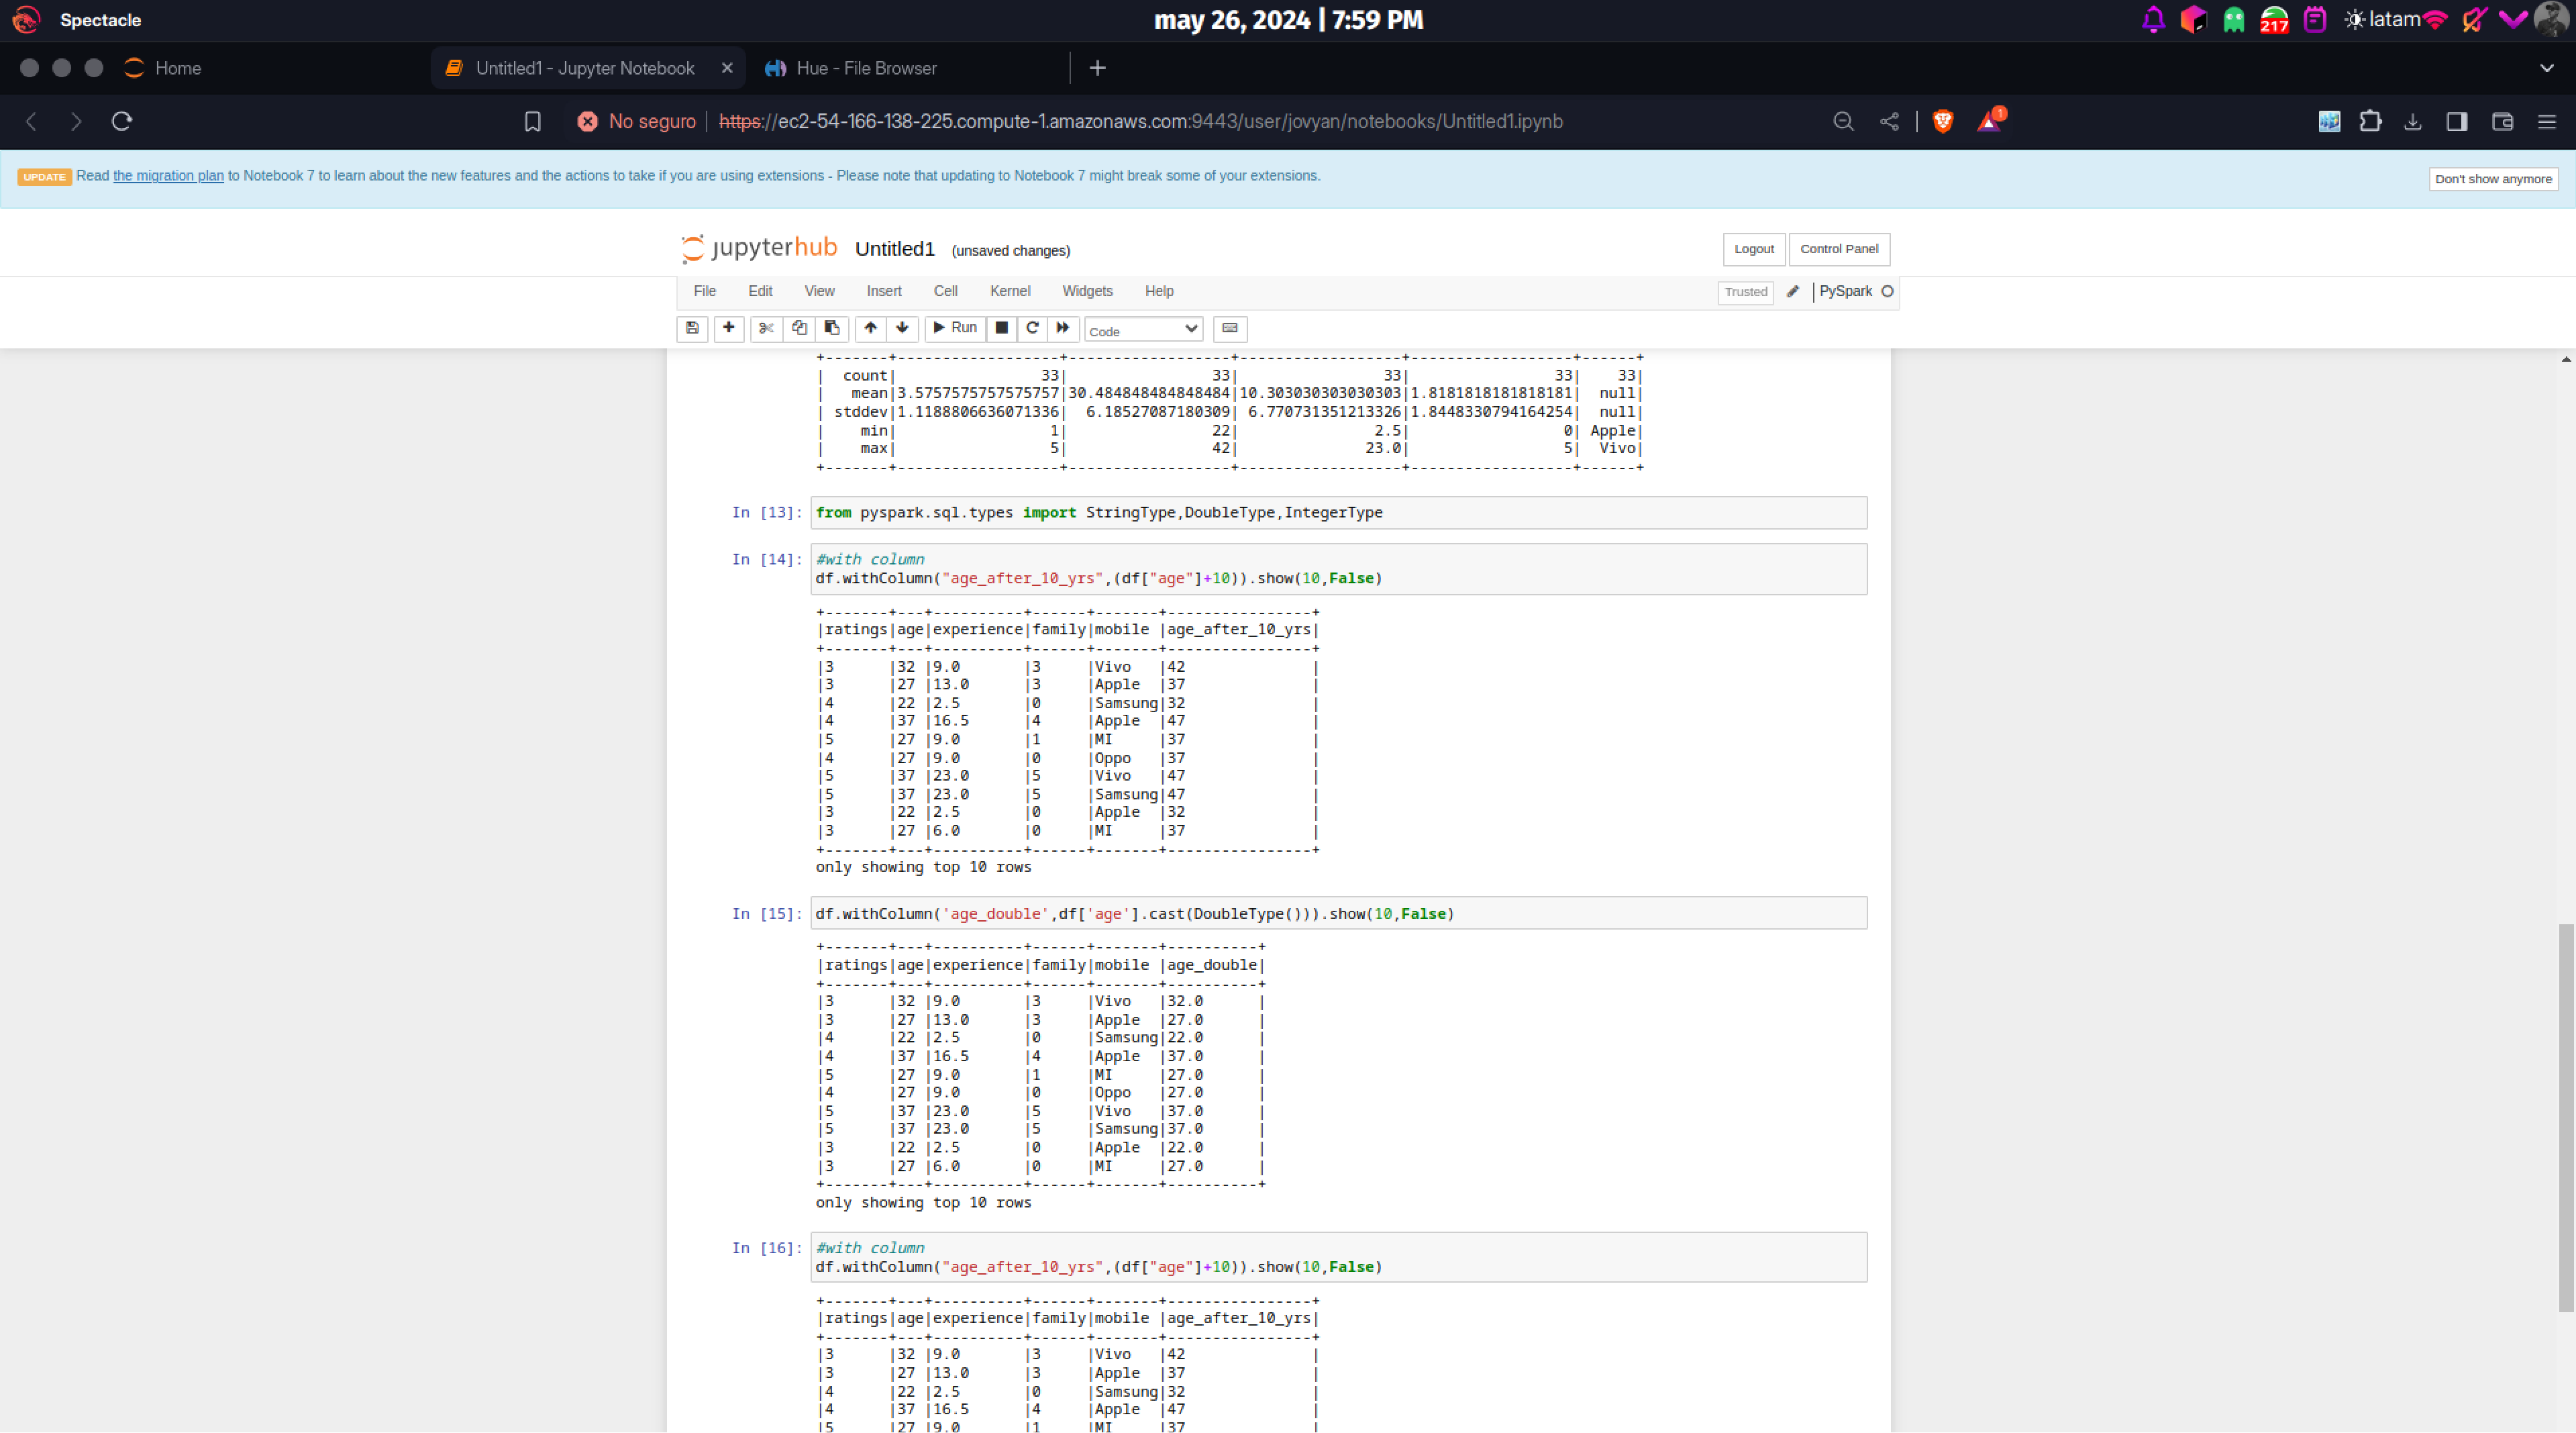 Spectacle
may 26, 2024 | 7:59 PM
217
latam
Home
Untitled1 - Jupyter Notebook
Hue - File Browser
No seguro
https://ec2-54-166-138-225.compute-1.amazonaws.com:9443/user/jovyan/notebooks/Untitled1.ipynb
1
UPDATE Read the migration plan to Notebook 7 to learn about the new features and the actions to take if you are using extensions - Please note that updating to Notebook 7 might break some of your extensions.
Don't show anymore
jupyterhub Untitled1 (unsaved changes)
Logout Control Panel
File Edit View Insert Cell Kernel Widgets Help
Trusted PySpark
Run Code
+-------+------------------+------------------+------------------+------------------+------+
|  count|                33|                33|                33|                33|    33|
|   mean|3.5757575757575757|30.484848484848484|10.303030303030303|1.8181818181818181|  null|
| stddev|1.1188806636071336|  6.18527087180309| 6.770731351213326|1.8448330794164254|  null|
|    min|                 1|                22|               2.5|                 0| Apple|
|    max|                 5|                42|              23.0|                 5|  Vivo|
+-------+------------------+------------------+------------------+------------------+------+
In [13]: from pyspark.sql.types import StringType,DoubleType,IntegerType
In [14]: #with column
df.withColumn("age_after_10_yrs",(df["age"]+10)).show(10,False)
+-------+---+----------+------+-------+----------------+
|ratings|age|experience|family|mobile |age_after_10_yrs|
+-------+---+----------+------+-------+----------------+
|3      |32 |9.0       |3     |Vivo   |42              |
|3      |27 |13.0      |3     |Apple  |37              |
|4      |22 |2.5       |0     |Samsung|32              |
|4      |37 |16.5      |4     |Apple  |47              |
|5      |27 |9.0       |1     |MI     |37              |
|4      |27 |9.0       |0     |Oppo   |37              |
|5      |37 |23.0      |5     |Vivo   |47              |
|5      |37 |23.0      |5     |Samsung|47              |
|3      |22 |2.5       |0     |Apple  |32              |
|3      |27 |6.0       |0     |MI     |37              |
+-------+---+----------+------+-------+----------------+
only showing top 10 rows
In [15]: df.withColumn('age_double',df['age'].cast(DoubleType())).show(10,False)
+-------+---+----------+------+-------+----------+
|ratings|age|experience|family|mobile |age_double|
+-------+---+----------+------+-------+----------+
|3      |32 |9.0       |3     |Vivo   |32.0      |
|3      |27 |13.0      |3     |Apple  |27.0      |
|4      |22 |2.5       |0     |Samsung|22.0      |
|4      |37 |16.5      |4     |Apple  |37.0      |
|5      |27 |9.0       |1     |MI     |27.0      |
|4      |27 |9.0       |0     |Oppo   |27.0      |
|5      |37 |23.0      |5     |Vivo   |37.0      |
|5      |37 |23.0      |5     |Samsung|37.0      |
|3      |22 |2.5       |0     |Apple  |22.0      |
|3      |27 |6.0       |0     |MI     |27.0      |
+-------+---+----------+------+-------+----------+
only showing top 10 rows
In [16]: #with column
df.withColumn("age_after_10_yrs",(df["age"]+10)).show(10,False)
+-------+---+----------+------+-------+----------------+
|ratings|age|experience|family|mobile |age_after_10_yrs|
+-------+---+----------+------+-------+----------------+
|3      |32 |9.0       |3     |Vivo   |42              |
|3      |27 |13.0      |3     |Apple  |37              |
|4      |22 |2.5       |0     |Samsung|32              |
|4      |37 |16.5      |4     |Apple  |47              |
|5      |27 |9.0       |1     |MI     |37              |